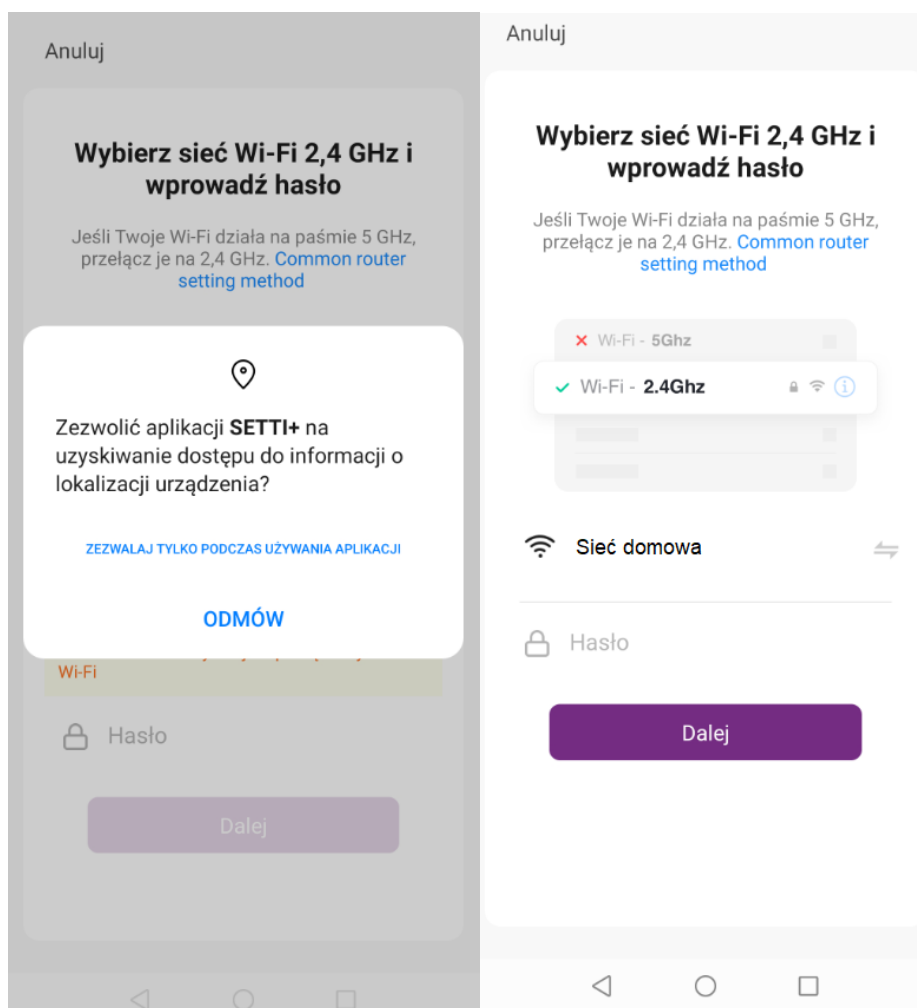 Anuluj
Wybierz sieć Wi-Fi 2,4 GHz i
wprowadź hasło
Jeśli Twoje Wi-Fi działa na paśmie 5 GHz,
przełącz je na 2,4 GHz. Common router
setting method
Zezwolić aplikacji SETTI+ na
uzyskiwanie dostępu do informacji o
lokalizacji urządzenia?
ZEZWALAJ TYLKO PODCZAS UŻYWANIA APLIKACJI
ODMÓW
Wi-Fi
Hasło
Dalej
Anuluj
Wybierz sieć Wi-Fi 2,4 GHz i
wprowadź hasło
Jeśli Twoje Wi-Fi działa na paśmie 5 GHz,
przełącz je na 2,4 GHz. Common router
setting method
Wi-Fi - 5Ghz
Wi-Fi - 2.4Ghz
Sieć domowa
Hasło
Dalej